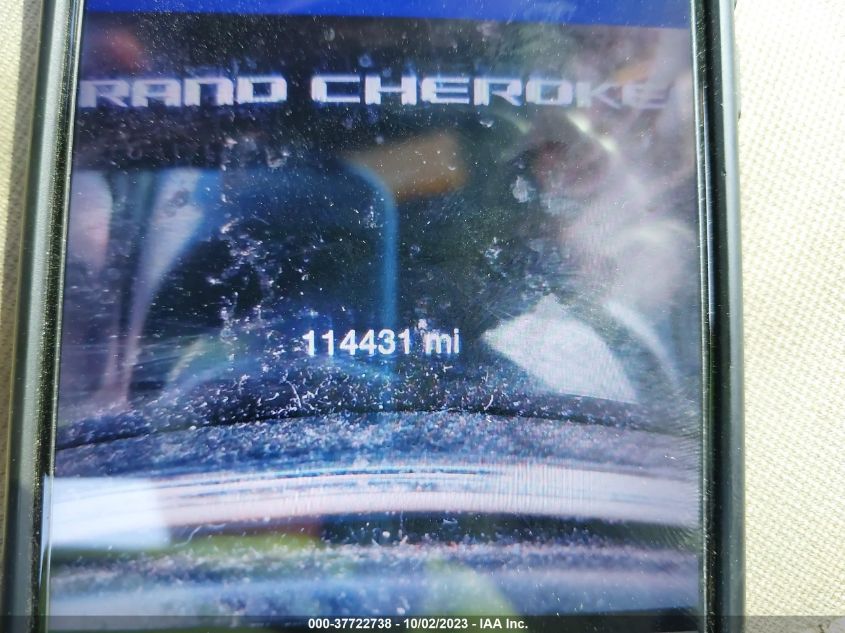 RAND CHEROKE
114431 mi
000-37722738 - 10/02/2023 - IAA Inc.